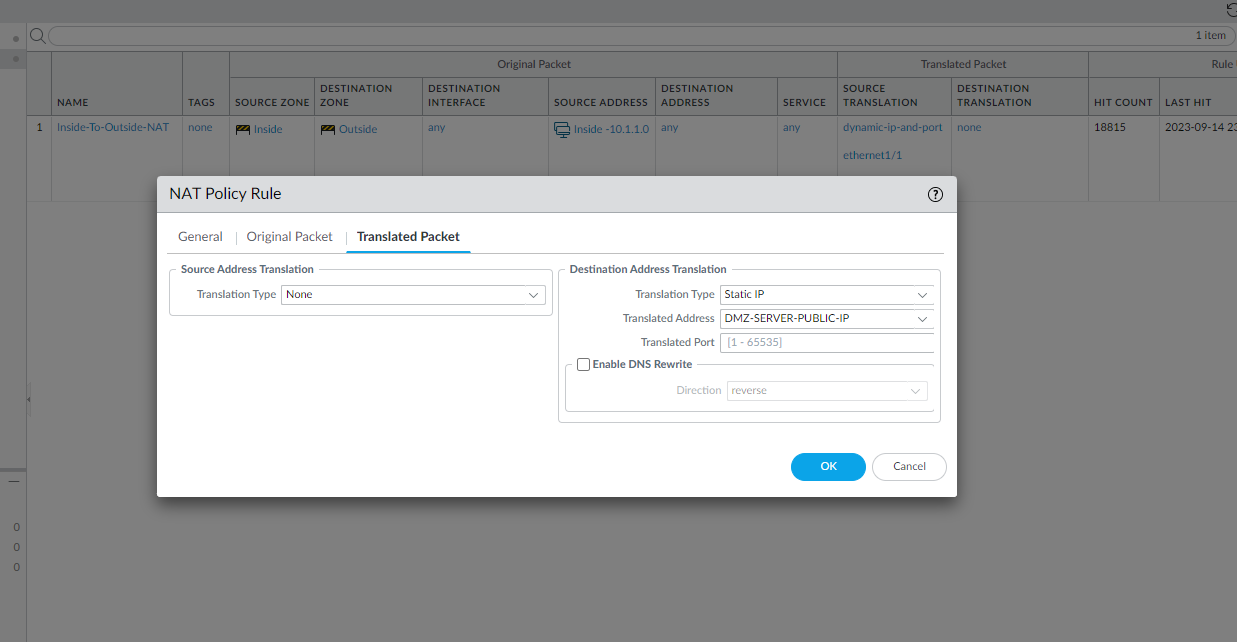 1 item
Original Packet
Translated Packet
Rule
NAME
TAGS
SOURCE ZONE
DESTINATION ZONE
DESTINATION INTERFACE
SOURCE ADDRESS
DESTINATION ADDRESS
SERVICE
SOURCE TRANSLATION
DESTINATION TRANSLATION
HIT COUNT
LAST HIT
1
Inside-To-Outside-NAT
none
Inside
Outside
any
Inside -10.1.1.0
any
any
dynamic-ip-and-port
ethernet1/1
none
18815
2023-09-14 23
NAT Policy Rule
General
Original Packet
Translated Packet
Source Address Translation
Translation Type None
Destination Address Translation
Translation Type Static IP
Translated Address DMZ-SERVER-PUBLIC-IP
Translated Port [1 - 65535]
Enable DNS Rewrite
Direction reverse
OK
Cancel
0
0
0